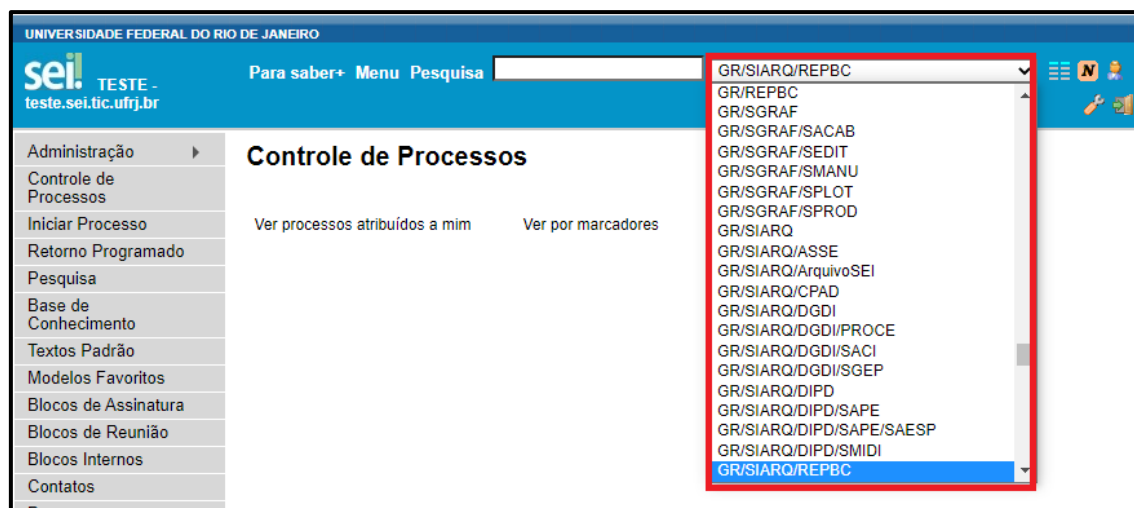 UNIVERSIDADE FEDERAL DO RIO DE JANEIRO
sei! TESTE -
teste.sei.tic.ufrj.br
Para saber+ Menu Pesquisa
GR/SIARQ/REPBC
N
Administração
Controle de
Processos
Iniciar Processo
Retorno Programado
Pesquisa
Base de
Conhecimento
Textos Padrão
Modelos Favoritos
Blocos de Assinatura
Blocos de Reunião
Blocos Internos
Contatos
Controle de Processos
Ver processos atribuídos a mim
Ver por marcadores
GR/REPBC
GR/SGRAF
GR/SGRAF/SACAB
GR/SGRAF/SEDIT
GR/SGRAF/SMANU
GR/SGRAF/SPLOT
GR/SGRAF/SPROD
GR/SIARQ
GR/SIARQ/ASSE
GR/SIARQ/ArquivoSEI
GR/SIARQ/CPAD
GR/SIARQ/DGDI
GR/SIARQ/DGDI/PROCE
GR/SIARQ/DGDI/SACI
GR/SIARQ/DGDI/SGEP
GR/SIARQ/DIPD
GR/SIARQ/DIPD/SAPE
GR/SIARQ/DIPD/SAPE/SAESP
GR/SIARQ/DIPD/SMIDI
GR/SIARQ/REPBC